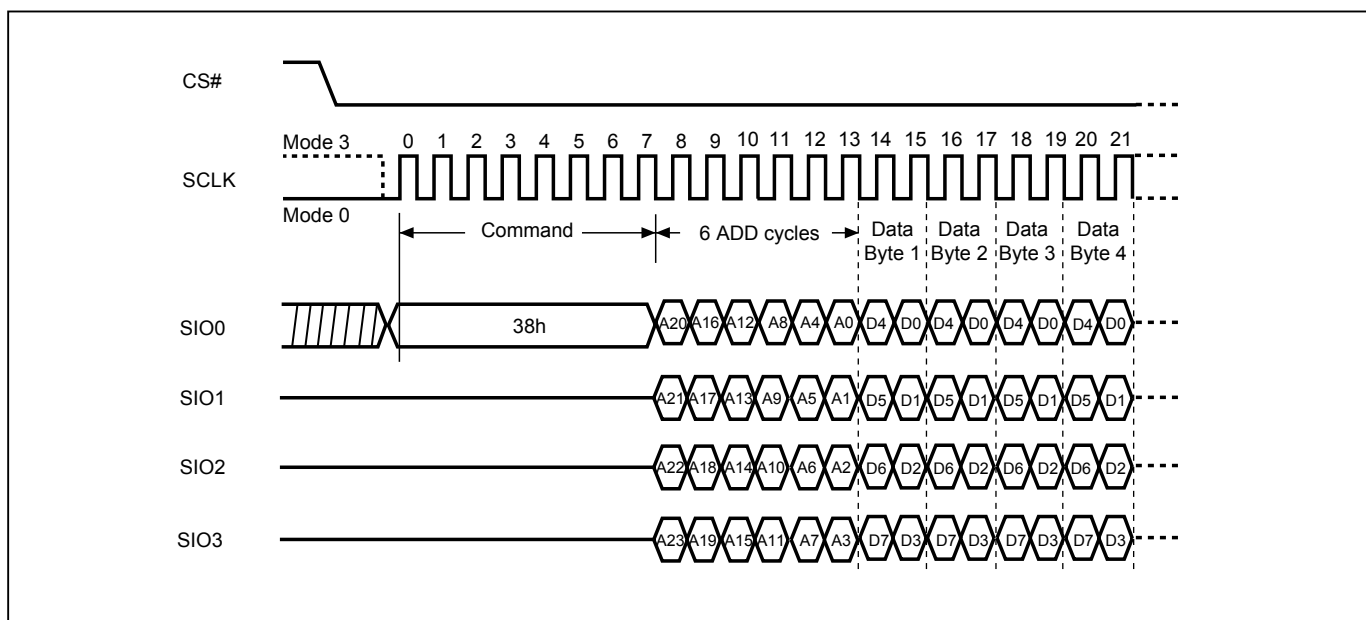 CS#
Mode 3
0 1 2 3 4 5 6 7 8 9 10 11 12 13 14 15 16 17 18 19 20 21
SCLK
Mode 0
Command
6 ADD cycles
Data Byte 1
Data Byte 2
Data Byte 3
Data Byte 4
SIO0
38h
A20 A16 A12 A8 A4 A0 D4 D0 D4 D0 D4 D0 D4 D0
SIO1
A21 A17 A13 A9 A5 A1 D5 D1 D5 D1 D5 D1 D5 D1
SIO2
A22 A18 A14 A10 A6 A2 D6 D2 D6 D2 D6 D2 D6 D2
SIO3
A23 A19 A15 A11 A7 A3 D7 D3 D7 D3 D7 D3 D7 D3